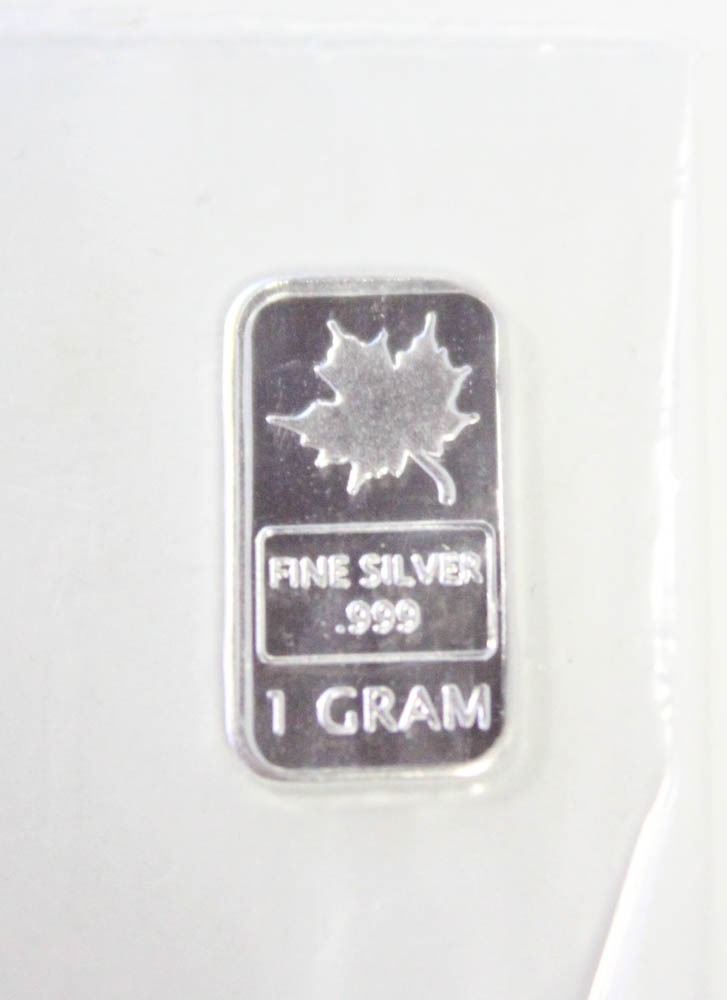 FINE SILVER
.999
1 GRAM